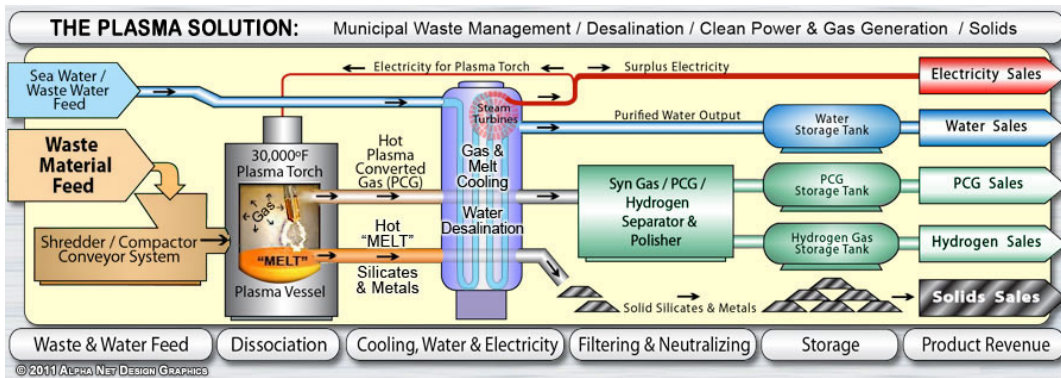 THE PLASMA SOLUTION: Municipal Waste Management / Desalination / Clean Power & Gas Generation / Solids
Sea Water /
Waste Water
Feed
Electricity for Plasma Torch
Surplus Electricity
Electricity Sales
Steam
Turbines
Purified Water Output
Water
Storage Tank
Water Sales
Waste
Material
Feed
30,000ºF
Plasma Torch
Hot
Plasma
Converted
Gas (PCG)
Gas &
Melt
Cooling
Syn Gas / PCG /
Hydrogen
Separator &
Polisher
PCG
Storage Tank
PCG Sales
Gas
Shredder / Compactor
Conveyor System
"MELT"
Plasma Vessel
Hot
"MELT"
Silicates
& Metals
Water
Desalination
Hydrogen Gas
Storage Tank
Hydrogen Sales
Solid Silicates & Metals
Solids Sales
Waste & Water Feed
Dissociation
Cooling, Water & Electricity
Filtering & Neutralizing
Storage
Product Revenue
© 2011 ALPHA NET DESIGN GRAPHICS